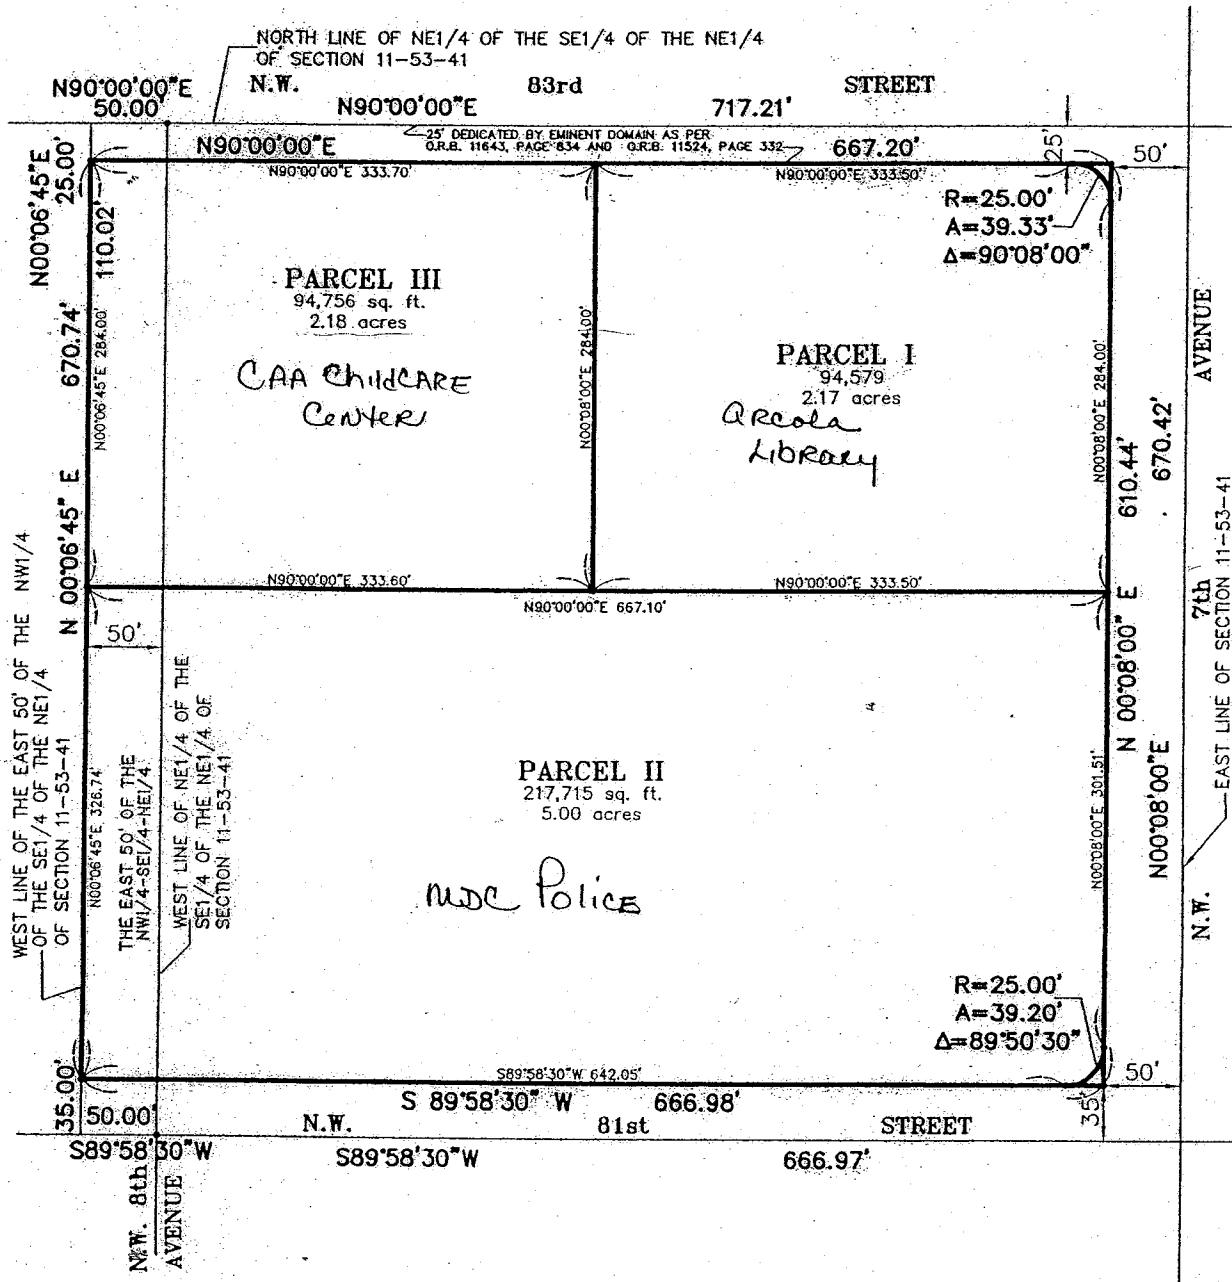 NORTH LINE OF NE1/4 OF THE SE1/4 OF THE NE1/4
OF SECTION 11-53-41
N90°00'00"E
50.00'
N.W. 83rd STREET
N90°00'00"E 717.21'
25' DEDICATED BY EMINENT DOMAIN AS PER
O.R.B. 11643, PAGE 834 AND O.R.B. 11524, PAGE 332
N90°00'00"E 667.20'
25'
50'
N90°00'00"E 333.70'
N90°00'00"E 333.50'
N00°06'45"E
25.00'
110.02'
R=25.00'
A=39.33'
Δ=90°08'00"
PARCEL III
94,756 sq. ft.
2.18 acres
CAA ChildCARE
Center
PARCEL I
94,579
2.17 acres
Arcola
Library
N 00°06'45" E 670.74'
N00°06'45"E 284.00'
N00°08'00"E 284.00'
N00°08'00"E 284.00'
N 00°08'00" E 610.44'
N00°08'00"E 670.42'
N.W. 7th AVENUE
EAST LINE OF SECTION 11-53-41
N90°00'00"E 333.60'
N90°00'00"E 333.50'
N90°00'00"E 667.10'
50'
WEST LINE OF THE EAST 50' OF THE NW1/4
OF THE SE1/4 OF THE NE1/4
OF SECTION 11-53-41
N00°06'45"E 326.74'
THE EAST 50' OF THE
NW1/4-SE1/4-NE1/4
WEST LINE OF NE1/4 OF THE
SE1/4 OF THE NE1/4 OF
SECTION 11-53-41
PARCEL II
217,715 sq. ft.
5.00 acres
MDC Police
N00°08'00"E 301.51'
R=25.00'
A=39.20'
Δ=89°50'30"
50'
35'
S89°58'30"W 642.05'
S 89°58'30" W 666.98'
35.00'
50.00'
N.W. 81st STREET
S89°58'30"W
S89°58'30"W 666.97'
N.W. 8th
AVENUE